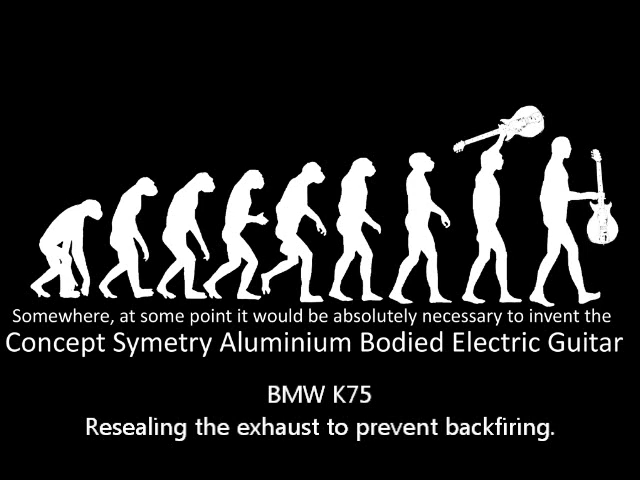 Somewhere, at some point it would be absolutely necessary to invent the
Concept Symetry Aluminium Bodied Electric Guitar
BMW K75
Resealing the exhaust to prevent backfiring.